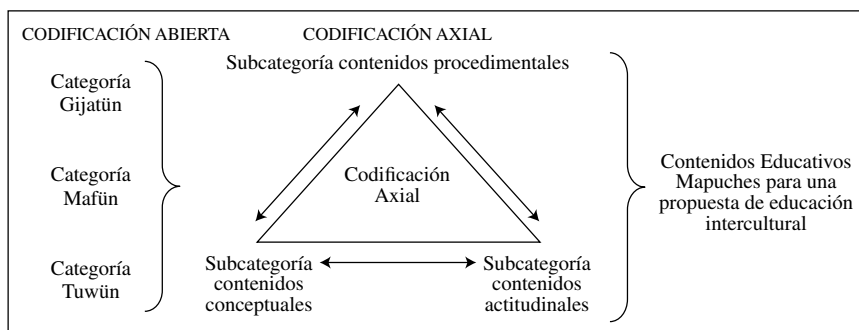 CODIFICACIÓN ABIERTA
CODIFICACIÓN AXIAL
Subcategoría contenidos procedimentales
Categoría
Gijatün
Categoría
Mafün
Categoría
Tuwün
Codificación
Axial
Subcategoría
contenidos
conceptuales
Subcategoría
contenidos
actitudinales
Contenidos Educativos
Mapuches para una
propuesta de educación
intercultural